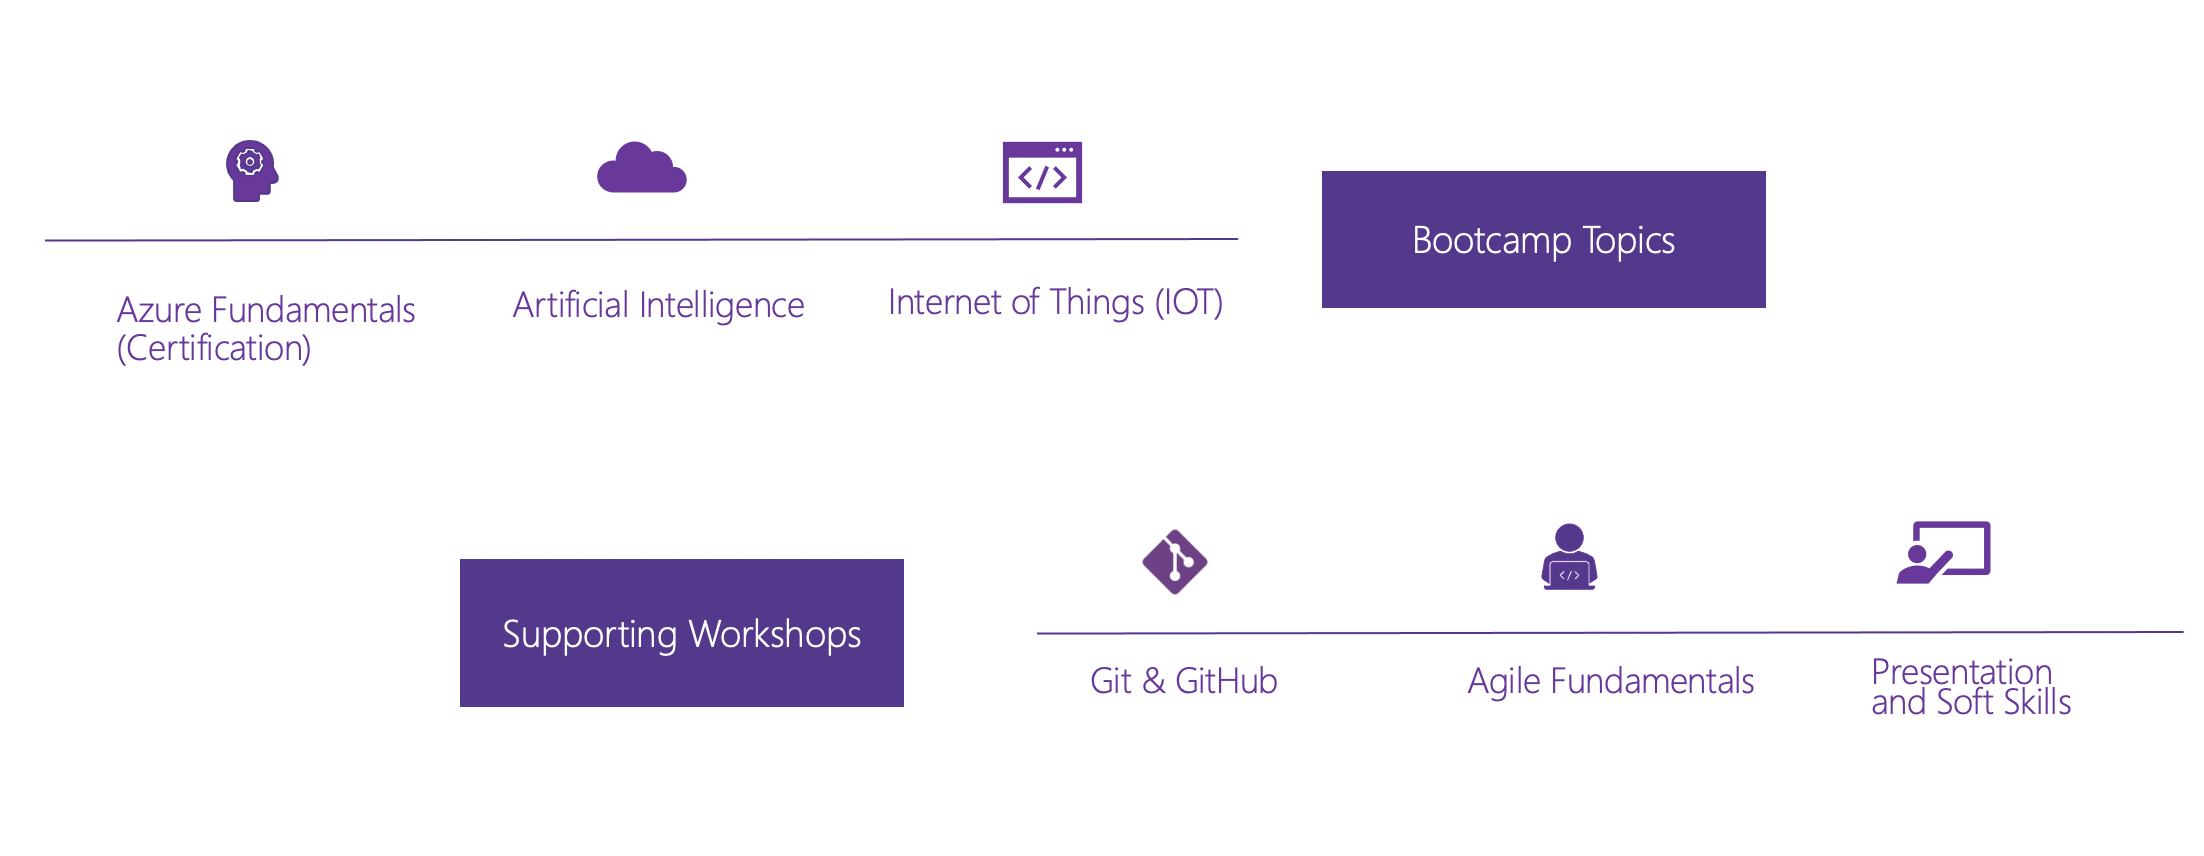 Azure Fundamentals
(Certification)
Artificial Intelligence
Internet of Things (IOT)
Bootcamp Topics
Supporting Workshops
Git & GitHub
Agile Fundamentals
Presentation
and Soft Skills